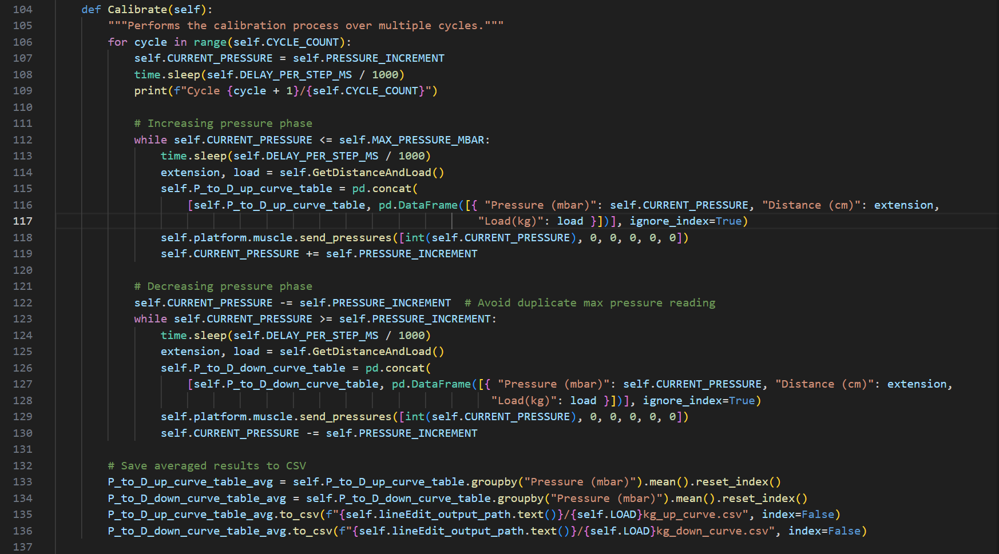 104 def Calibrate(self):
105 """Performs the calibration process over multiple cycles."""
106 for cycle in range(self.CYCLE_COUNT):
107 self.CURRENT_PRESSURE = self.PRESSURE_INCREMENT
108 time.sleep(self.DELAY_PER_STEP_MS / 1000)
109 print(f"Cycle {cycle + 1}/{self.CYCLE_COUNT}")
110
111 # Increasing pressure phase
112 while self.CURRENT_PRESSURE <= self.MAX_PRESSURE_MBAR:
113 time.sleep(self.DELAY_PER_STEP_MS / 1000)
114 extension, load = self.GetDistanceAndLoad()
115 self.P_to_D_up_curve_table = pd.concat(
116 [self.P_to_D_up_curve_table, pd.DataFrame([{ "Pressure (mbar)": self.CURRENT_PRESSURE, "Distance (cm)": extension,
117 "Load(kg)": load }])], ignore_index=True)
118 self.platform.muscle.send_pressures([int(self.CURRENT_PRESSURE), 0, 0, 0, 0, 0])
119 self.CURRENT_PRESSURE += self.PRESSURE_INCREMENT
120
121 # Decreasing pressure phase
122 self.CURRENT_PRESSURE -= self.PRESSURE_INCREMENT # Avoid duplicate max pressure reading
123 while self.CURRENT_PRESSURE >= self.PRESSURE_INCREMENT:
124 time.sleep(self.DELAY_PER_STEP_MS / 1000)
125 extension, load = self.GetDistanceAndLoad()
126 self.P_to_D_down_curve_table = pd.concat(
127 [self.P_to_D_down_curve_table, pd.DataFrame([{ "Pressure (mbar)": self.CURRENT_PRESSURE, "Distance (cm)": extension,
128 "Load(kg)": load }])], ignore_index=True)
129 self.platform.muscle.send_pressures([int(self.CURRENT_PRESSURE), 0, 0, 0, 0, 0])
130 self.CURRENT_PRESSURE -= self.PRESSURE_INCREMENT
131
132 # Save averaged results to CSV
133 P_to_D_up_curve_table_avg = self.P_to_D_up_curve_table.groupby("Pressure (mbar)").mean().reset_index()
134 P_to_D_down_curve_table_avg = self.P_to_D_down_curve_table.groupby("Pressure (mbar)").mean().reset_index()
135 P_to_D_up_curve_table_avg.to_csv(f"{self.lineEdit_output_path.text()}/{self.LOAD}kg_up_curve.csv", index=False)
136 P_to_D_down_curve_table_avg.to_csv(f"{self.lineEdit_output_path.text()}/{self.LOAD}kg_down_curve.csv", index=False)
137